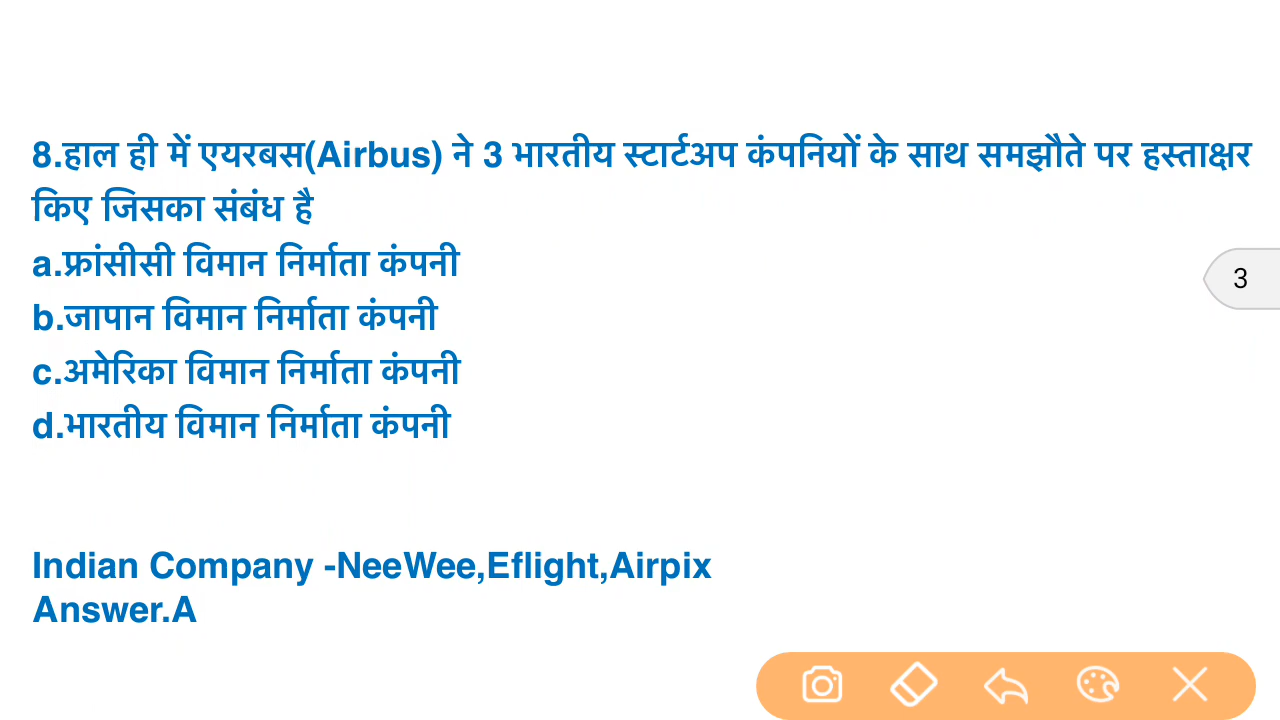 8.हाल ही में एयरबस(Airbus) ने 3 भारतीय स्टार्टअप कंपनियों के साथ समझौते पर हस्ताक्षर
किए जिसका संबंध है
a.फ्रांसीसी विमान निर्माता कंपनी
3
b.जापान विमान निर्माता कंपनी
c.अमेरिका विमान निर्माता कंपनी
d.भारतीय विमान निर्माता कंपनी
Indian Company -NeeWee,Eflight,Airpix
Answer.A